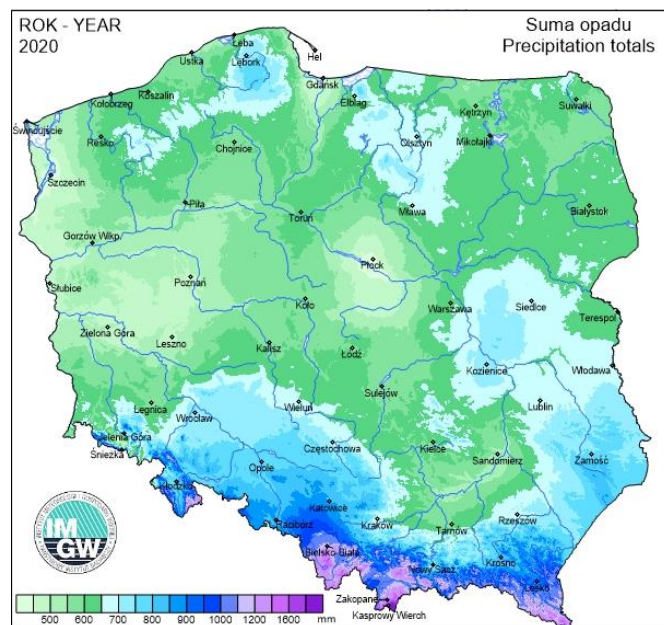 ROK - YEAR
2020
Suma opadu
Precipitation totals
Łeba
Hel
Ustka
Lębork
Gdańsk
Koszalin
Kołobrzeg
Elbląg
Kętrzyn
Suwałki
Świnoujście
Resko
Chojnice
Olsztyn
Mikołajki
Szczecin
Piła
Toruń
Mława
Białystok
Gorzów Wlkp.
Płock
Słubice
Poznań
Koło
Warszawa
Siedlce
Terespol
Zielona Góra
Leszno
Kalisz
Łódź
Kozienice
Włodawa
Sulejów
Legnica
Wrocław
Wieluń
Lublin
Jelenia Góra
Śnieżka
Częstochowa
Kielce
Sandomierz
Zamość
Opole
Kłodzko
Katowice
Racibórz
Kraków
Tarnów
Rzeszów
Bielsko-Biała
Nowy Sącz
Krosno
Lesko
Zakopane
Kasprowy Wierch
IM
GW
500 600 700 800 900 1000 1200 1600 mm